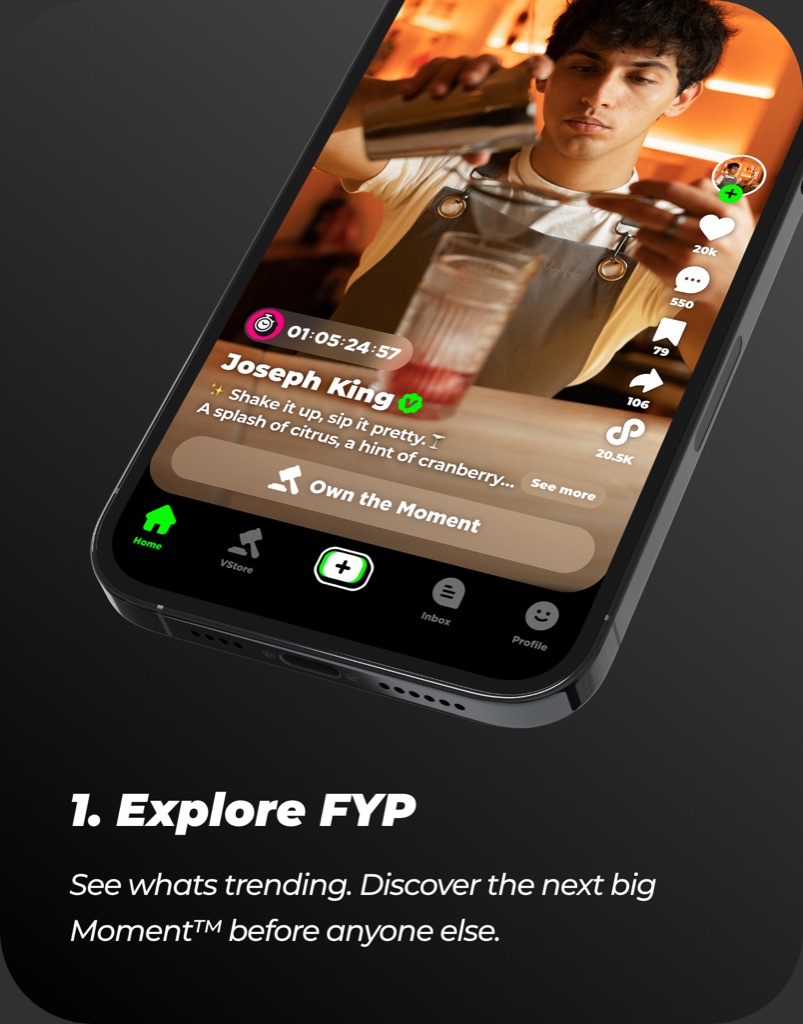 20k
550
79
106
20.5K
01:05:24:57
Joseph King
✨ Shake it up, sip it pretty.🍸
A splash of citrus, a hint of cranberry... See more
Own the Moment
Home
VStore
Inbox
Profile
1. Explore FYP
See whats trending. Discover the next big
Moment™ before anyone else.